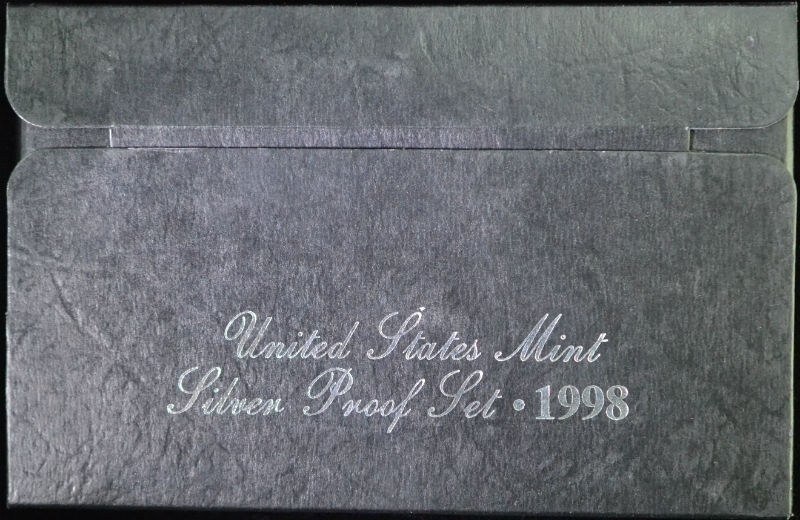 United States Mint
Silver Proof Set • 1998